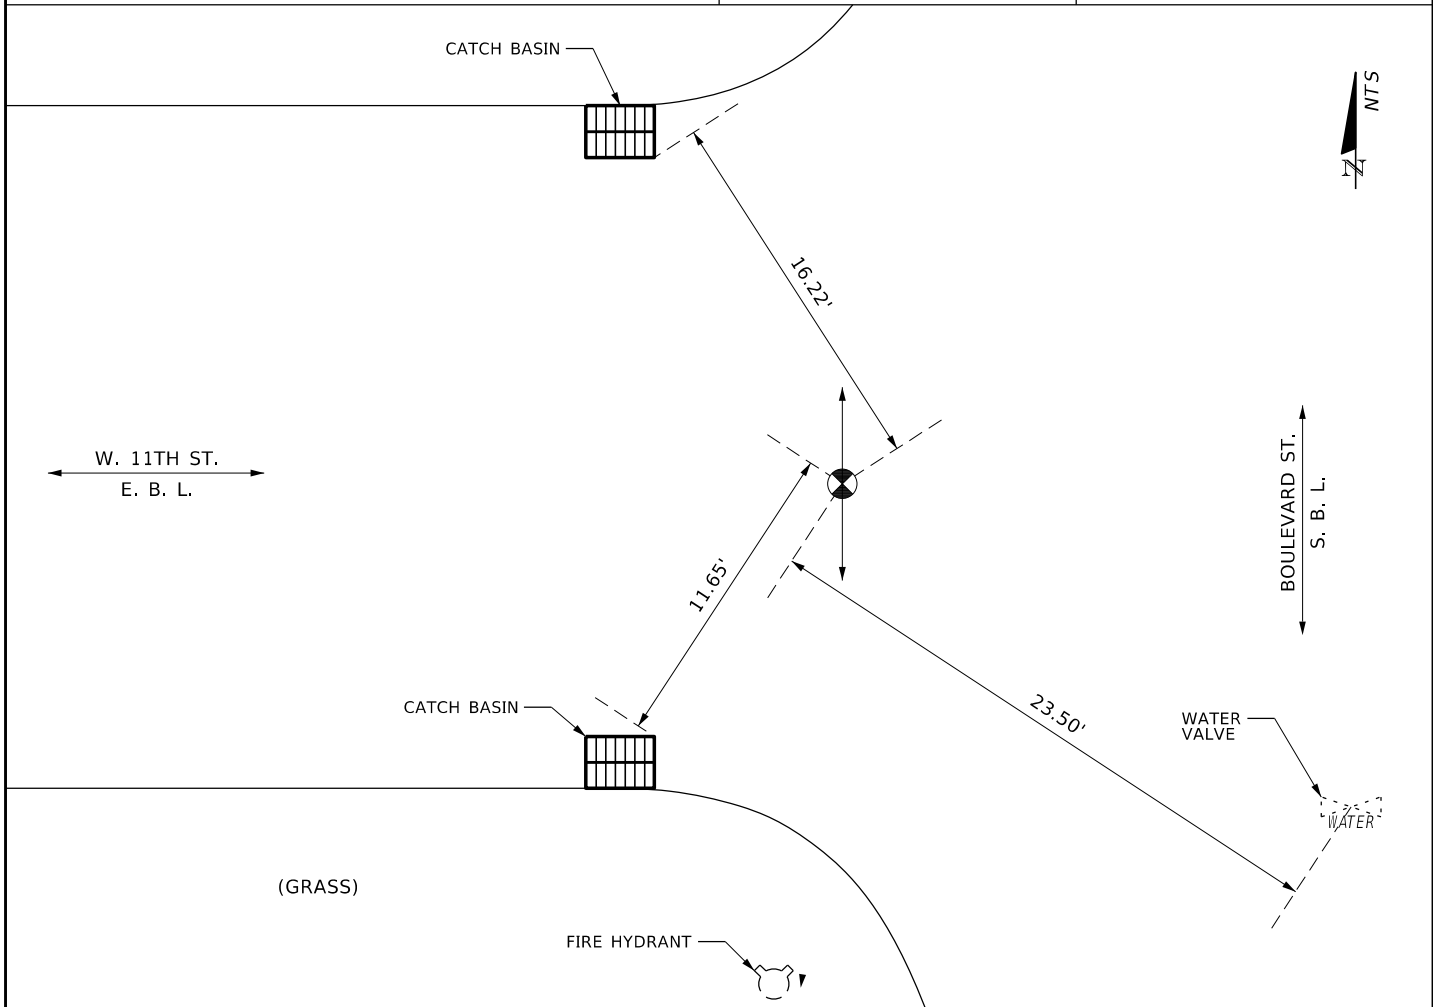 CATCH BASIN
NTS
N
16.22'
W. 11TH ST.
E. B. L.
BOULEVARD ST.
S. B. L.
11.65'
CATCH BASIN
23.50'
WATER
VALVE
WATER
(GRASS)
FIRE HYDRANT